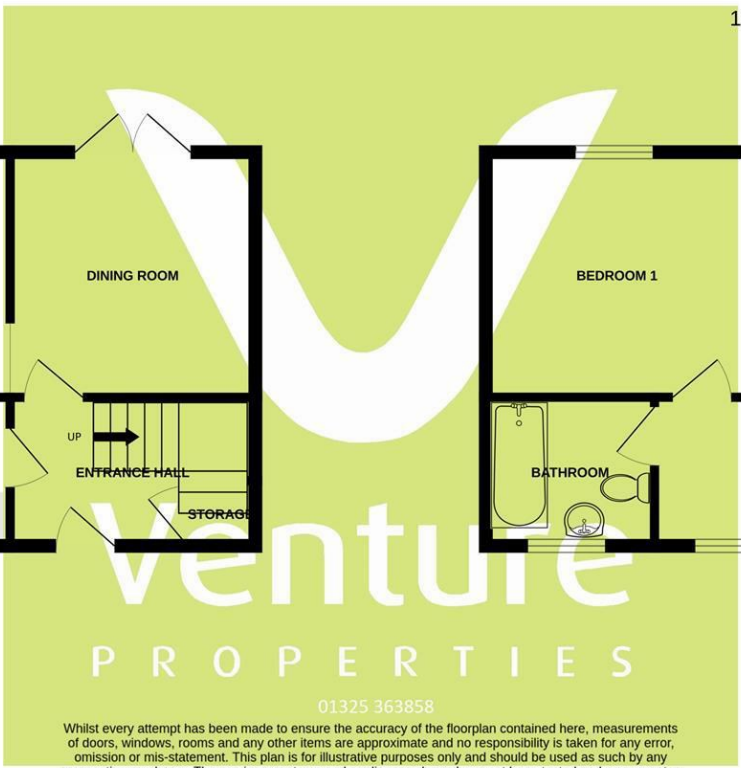 1
DINING ROOM
BEDROOM 1
UP
ENTRANCE HALL
BATHROOM
STORAGE
Venture
PROPERTIES
01325 363858
Whilst every attempt has been made to ensure the accuracy of the floorplan contained here, measurements
of doors, windows, rooms and any other items are approximate and no responsibility is taken for any error,
omission or mis-statement. This plan is for illustrative purposes only and should be used as such by any